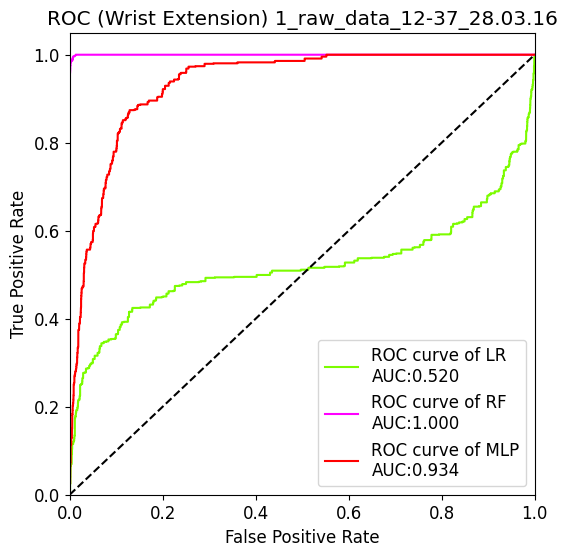 ROC (Wrist Extension) 1_raw_data_12-37_28.03.16
1.0
0.8
0.6
0.4
0.2
0.0
True Positive Rate
ROC curve of LR
AUC:0.520
ROC curve of RF
AUC:1.000
ROC curve of MLP
AUC:0.934
0.0 0.2 0.4 0.6 0.8 1.0
False Positive Rate